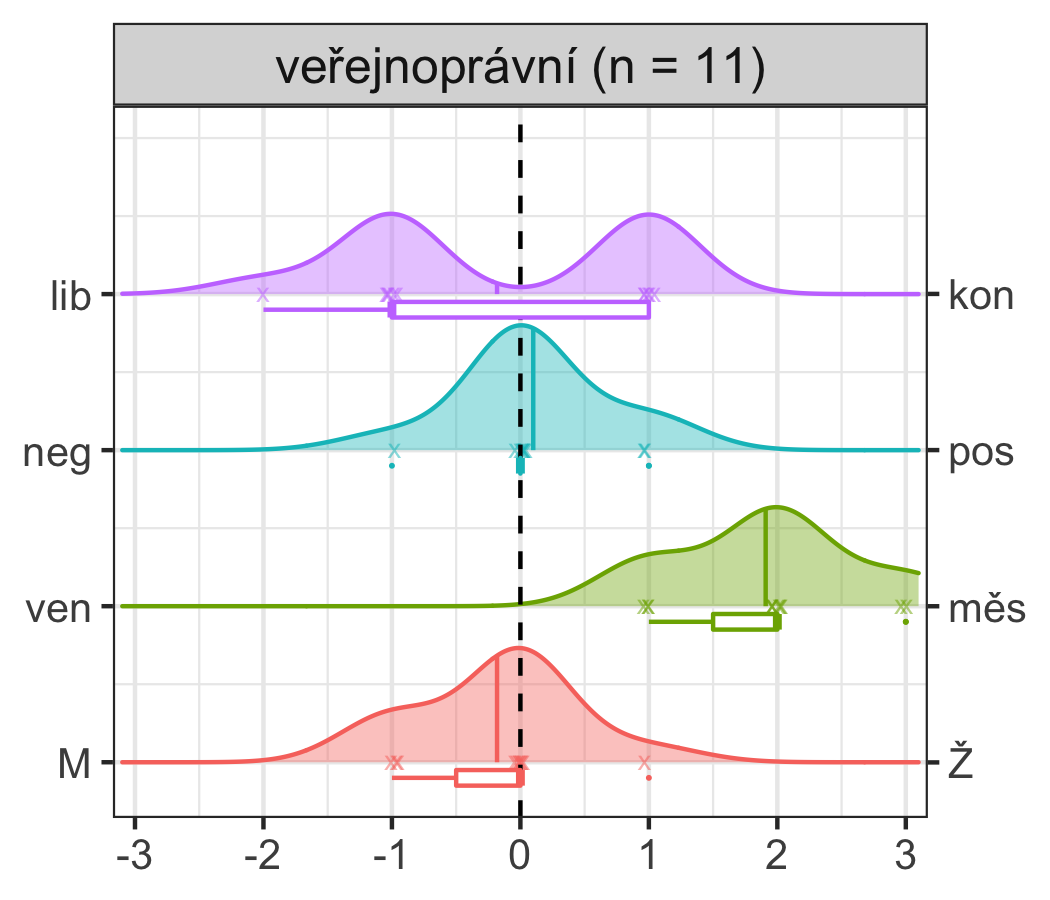 veřejnoprávní (n = 11)
lib kon
neg pos
ven měs
M Ž
-3 -2 -1 0 1 2 3